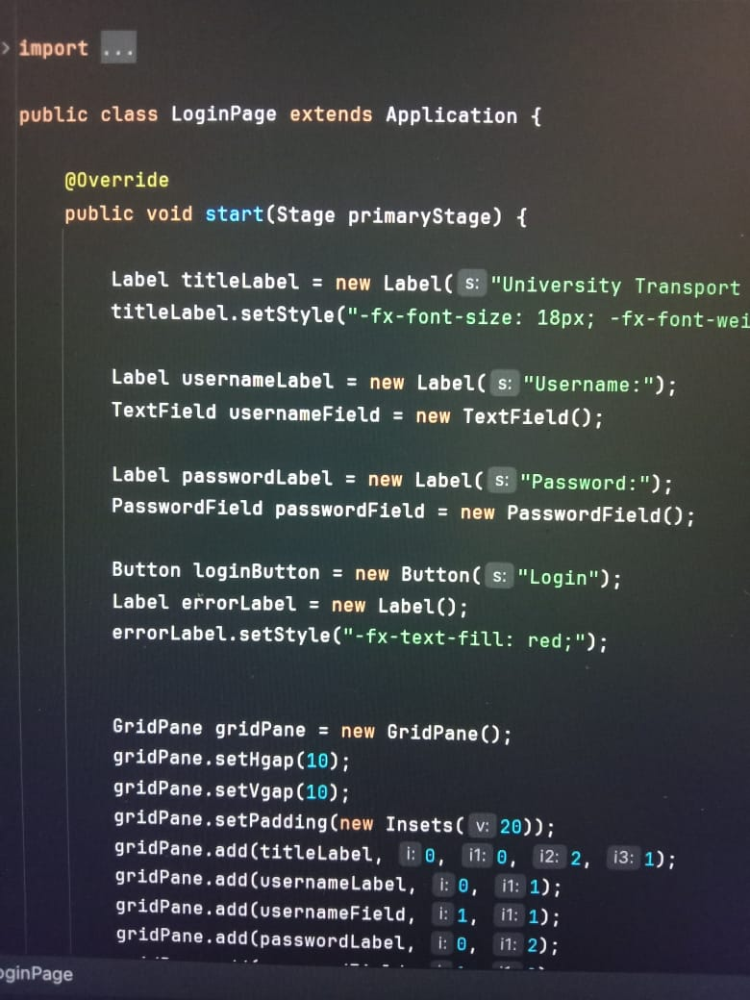 import ...
public class LoginPage extends Application {
@Override
public void start(Stage primaryStage) {
Label titleLabel = new Label( s: "University Transport
titleLabel.setStyle("-fx-font-size: 18px; -fx-font-wei
Label usernameLabel = new Label( s: "Username:");
TextField usernameField = new TextField();
Label passwordLabel = new Label( s: "Password:");
PasswordField passwordField = new PasswordField();
Button loginButton = new Button( s: "Login");
Label errorLabel = new Label();
errorLabel.setStyle("-fx-text-fill: red;");
GridPane gridPane = new GridPane();
gridPane.setHgap(10);
gridPane.setVgap(10);
gridPane.setPadding(new Insets( v: 20));
gridPane.add(titleLabel, i: 0, i1: 0, i2: 2, i3: 1);
gridPane.add(usernameLabel, i: 0, i1: 1);
gridPane.add(usernameField, i: 1, i1: 1);
gridPane.add(passwordLabel, i: 0, i1: 2);
oginPage